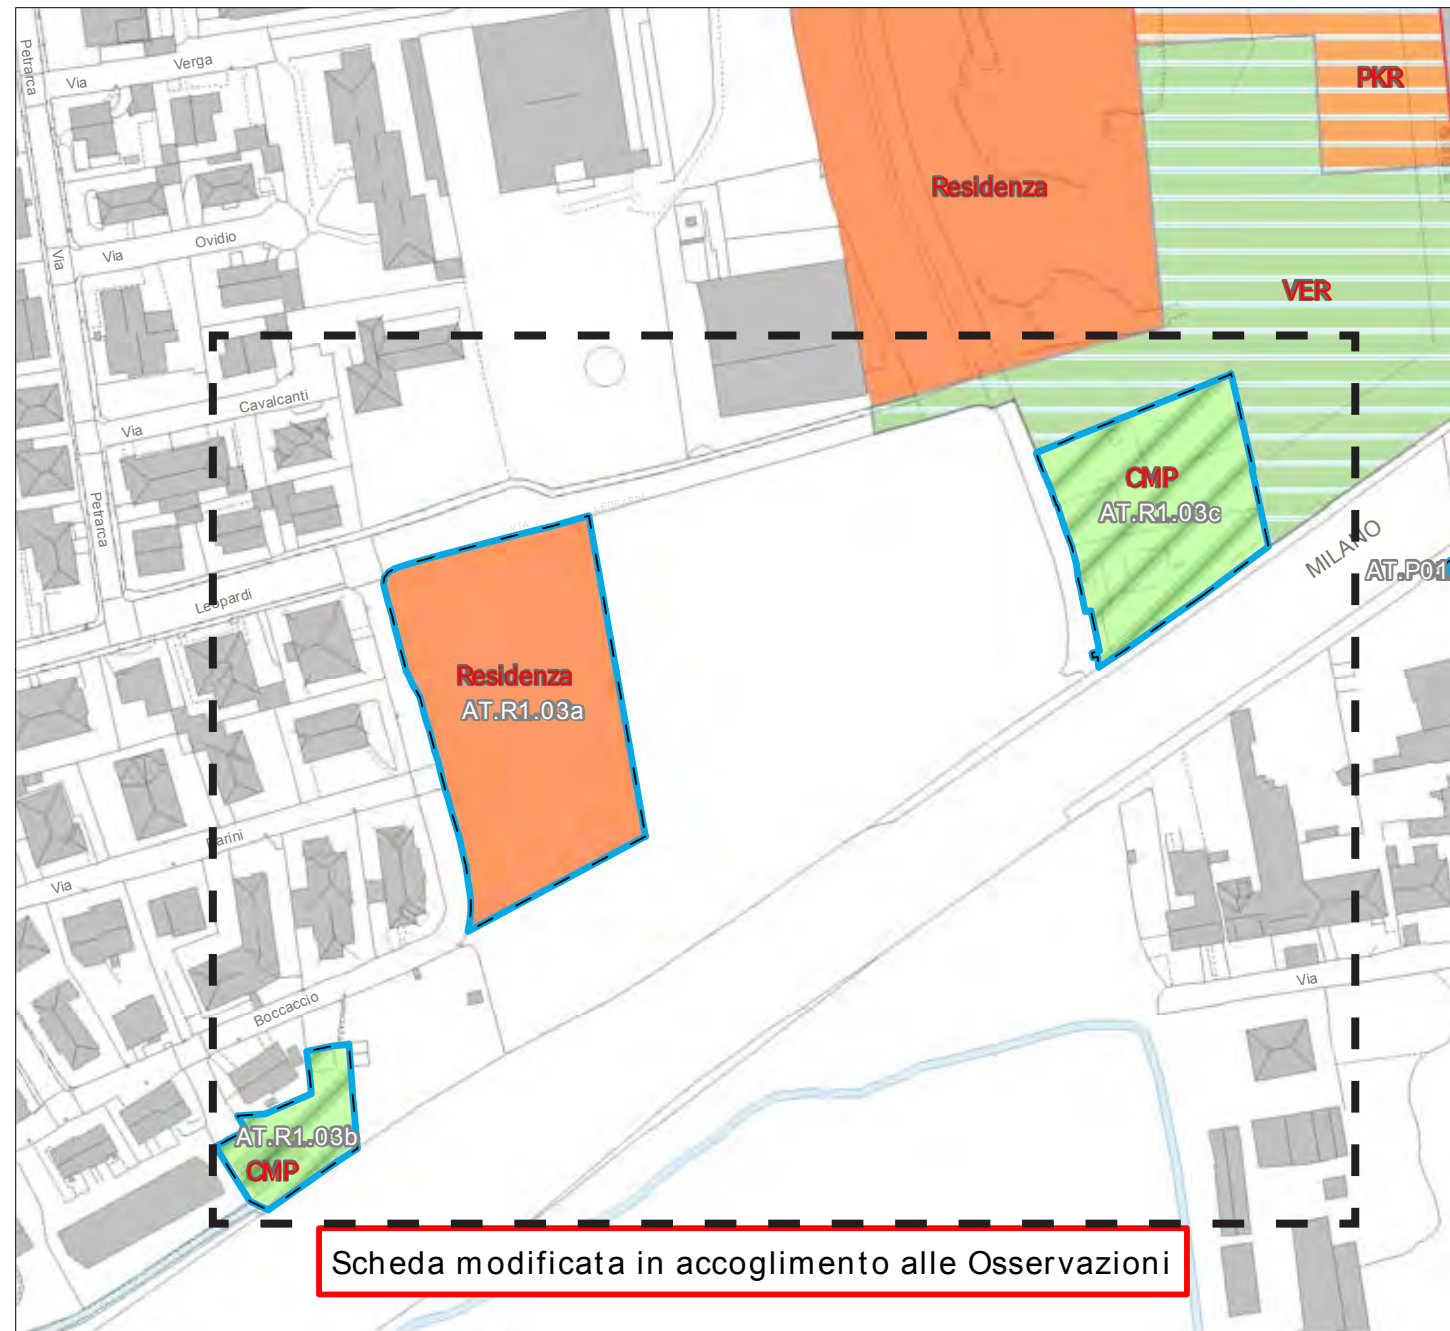 Petrarca
Via
Verga
PKR
Residenza
Via
Via
Ovidio
VER
Cavalcanti
Via
Petrarca
CMP
AT.R1.03c
VIA LEOPARDI
MILANO
AT.P01
Leopardi
Residenza
AT.R1.03a
Parini
Via
Via
Boccaccio
AT.R1.03b
CMP
Scheda modificata in accoglimento alle Osservazioni